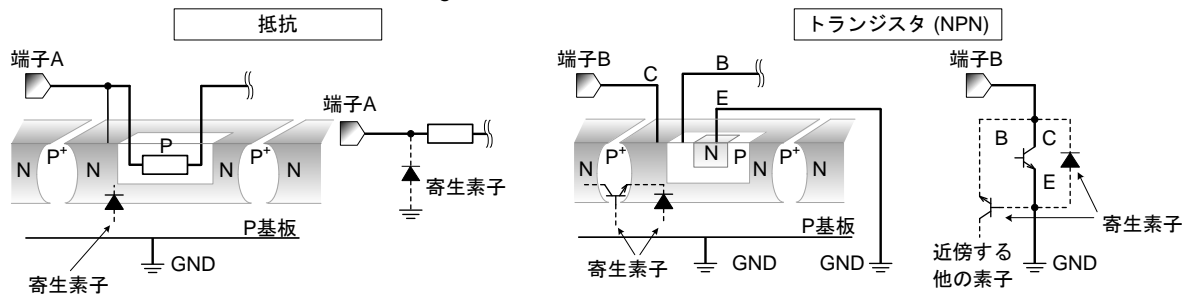 抵抗
トランジスタ (NPN)
端子A
端子A
P
N
P+
N
N
P+
N
寄生素子
P基板
寄生素子
GND
端子B
C
B
E
N
P+
N
N
P
N
P+
N
P基板
寄生素子
GND
GND
端子B
B
C
E
寄生素子
近傍する
他の素子
GND